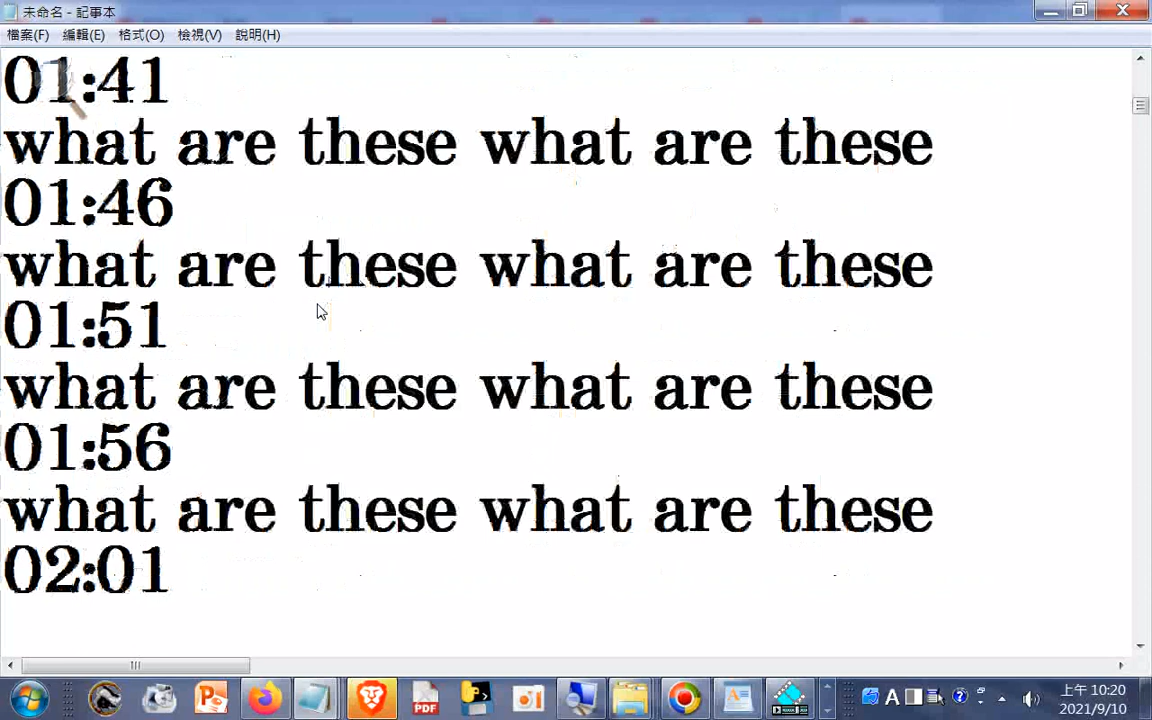 未命名 - 記事本
檔案(F) 編輯(E) 格式(O) 檢視(V) 說明(H)
01:41
what are these what are these
01:46
what are these what are these
01:51
what are these what are these
01:56
what are these what are these
02:01
PDF
A
上午 10:20
2021/9/10